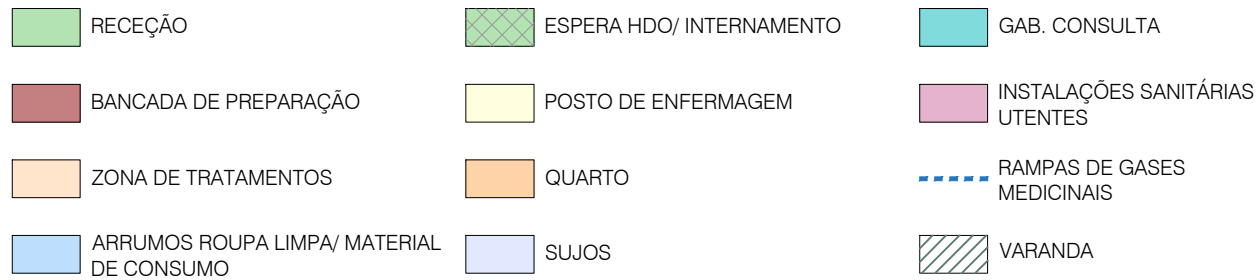 RECEÇÃO
ESPERA HDO/ INTERNAMENTO
GAB. CONSULTA
BANCADA DE PREPARAÇÃO
POSTO DE ENFERMAGEM
INSTALAÇÕES SANITÁRIAS
UTENTES
ZONA DE TRATAMENTOS
QUARTO
RAMPAS DE GASES
MEDICINAIS
ARRUMOS ROUPA LIMPA/ MATERIAL
DE CONSUMO
SUJOS
VARANDA